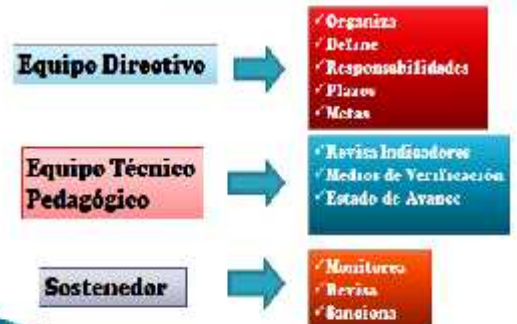 Equipo Directivo
✓Organiza
✓Define
✓Responsabilidades
✓Plazos
✓Metas
Equipo Técnico
Pedagógico
✓Revisa Indicadores
✓Medios de Verificación
✓Estado de Avance
Sostenedor
✓Monitorea
✓Revisa
✓Sanciona